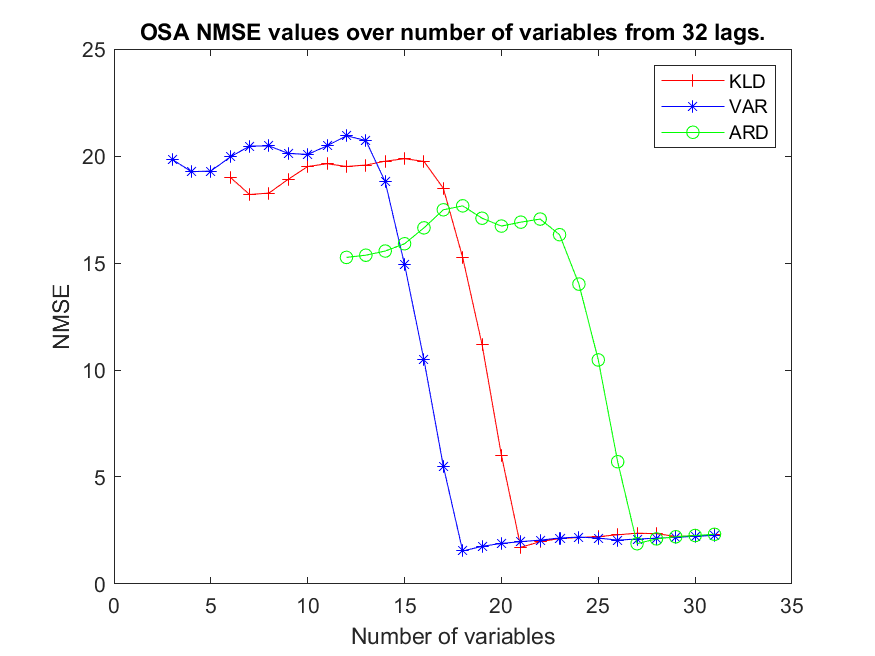 OSA NMSE values over number of variables from 32 lags.
25
20
15
10
5
0
NMSE
KLD
VAR
ARD
0 5 10 15 20 25 30 35
Number of variables